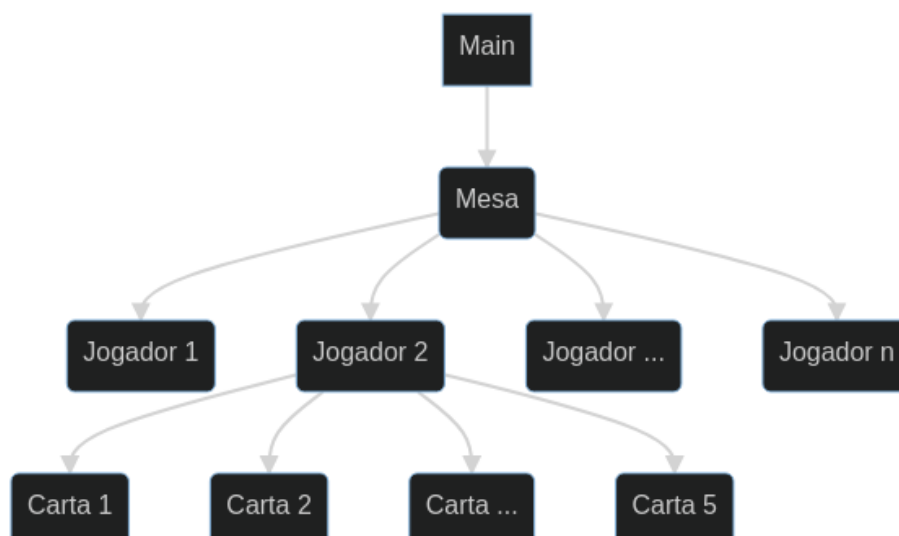 Main
Mesa
Jogador 1
Jogador 2
Jogador ...
Jogador n
Carta 1
Carta 2
Carta ...
Carta 5